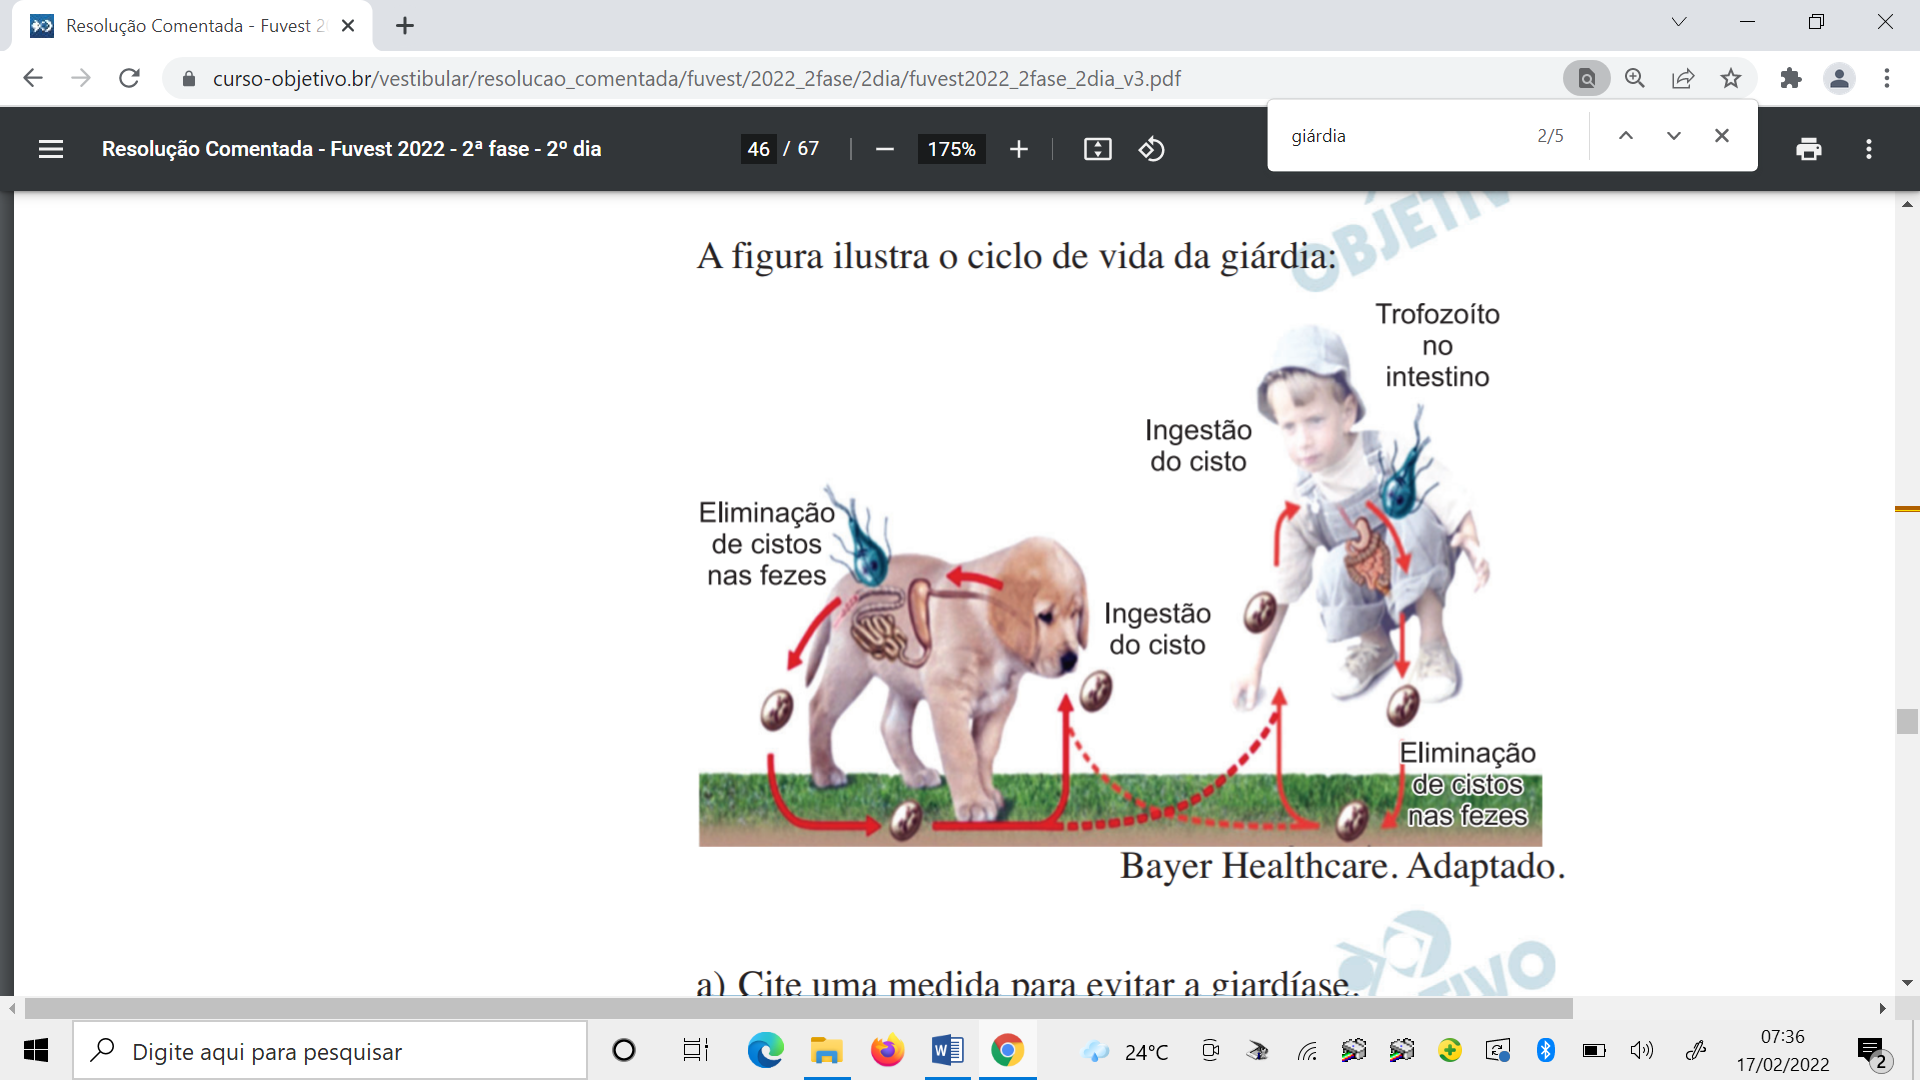 Resolução Comentada - Fuvest 2
curso-objetivo.br/vestibular/resolucao_comentada/fuvest/2022_2fase/2dia/fuvest2022_2fase_2dia_v3.pdf
giárdia 2/5
Resolução Comentada - Fuvest 2022 - 2ª fase - 2º dia
46 / 67
175%
OBJETIV
A figura ilustra o ciclo de vida da giárdia:
Trofozoíto
no
intestino
Ingestão
do cisto
Eliminação
de cistos
nas fezes
Ingestão
do cisto
Eliminação
de cistos
nas fezes
Bayer Healthcare. Adaptado.
TIVO
a) Cite uma medida para evitar a giardíase.
Digite aqui para pesquisar
24°C
07:36
17/02/2022
2